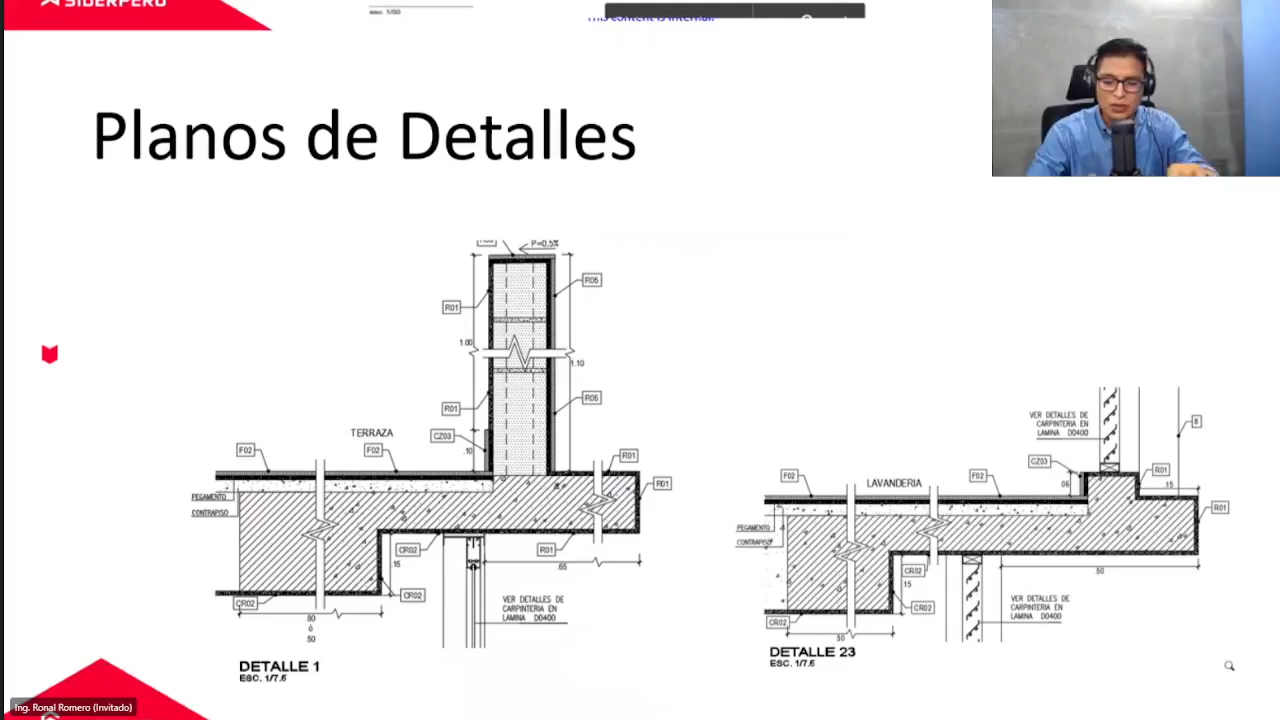 SIDERPERU
esc: 1/50
This content is internal.
Planos de Detalles
P=0.5%
R05
R01
1.00
1.10
R01
R05
TERRAZA
CZ03
.10
F02
F02
R01
R01
PEGAMENTO
CONTRAPISO
CR02
R01
.15
.65
CR02
CR02
VER DETALLES DE
CARPINTERIA EN
LAMINA D0400
.80
ó
.50
DETALLE 1
ESC. 1/7.5
VER DETALLES DE
CARPINTERIA EN
LAMINA D0400
8
CZ03
R01
.06
.15
F02
LAVANDERIA
F02
R01
PEGAMENTO
CONTRAPISO
CR02
.50
15
CR02
VER DETALLES DE
CARPINTERIA EN
LAMINA D0400
CR02
50
DETALLE 23
ESC. 1/7.5
Ing. Ronal Romero (Invitado)